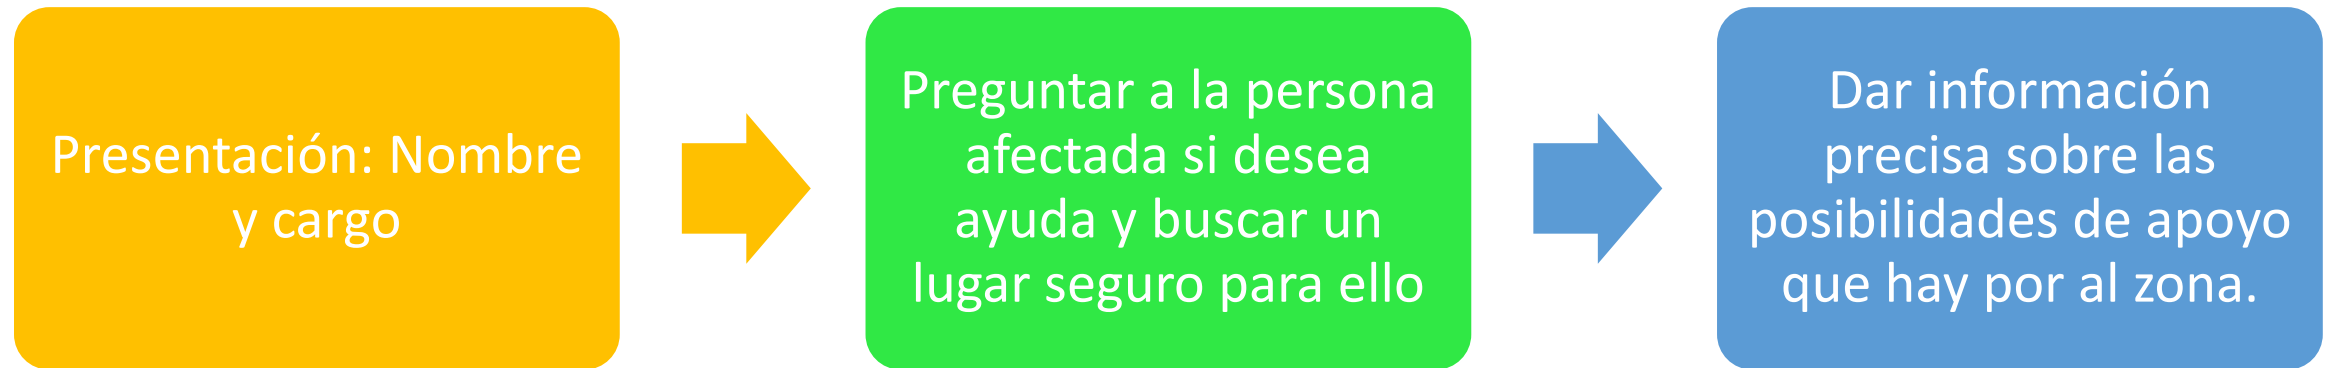 Presentación: Nombre
y cargo
Preguntar a la persona
afectada si desea
ayuda y buscar un
lugar seguro para ello
Dar información
precisa sobre las
posibilidades de apoyo
que hay por al zona.